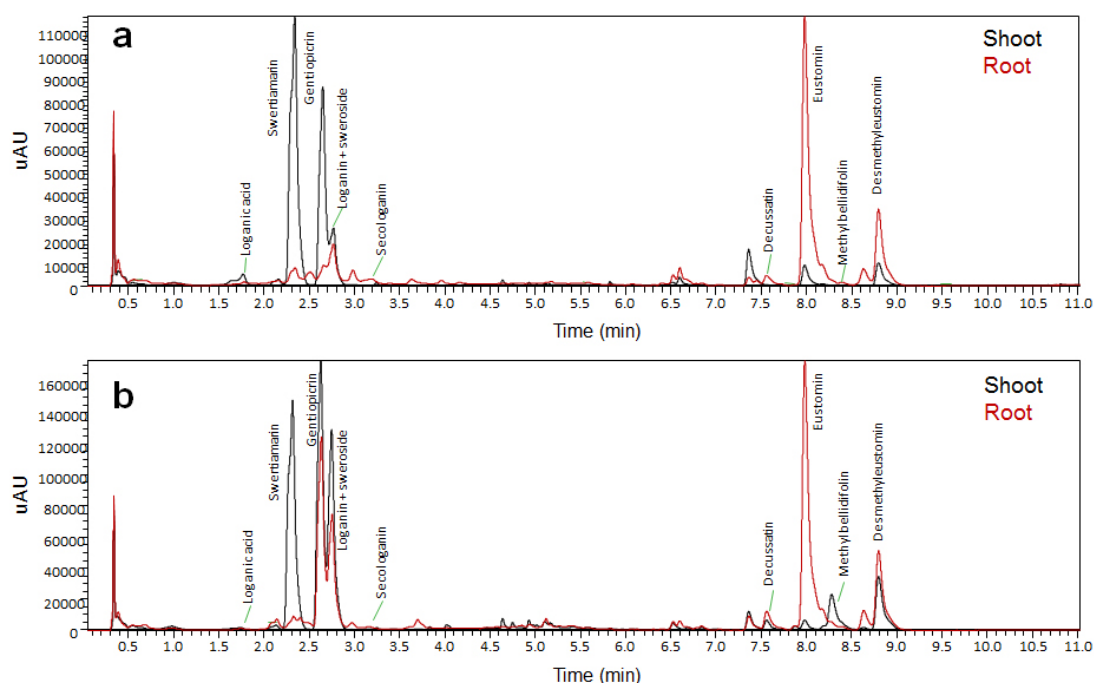 a
Shoot
Root
uAU
110000
100000
90000
80000
70000
60000
50000
40000
30000
20000
10000
0
Loganic acid
Swertiamarin
Gentiopicrin
Loganin + sweroside
Secologanin
Decussatin
Eustomin
Methylbellidifolin
Desmethyleustomin
0.5 1.0 1.5 2.0 2.5 3.0 3.5 4.0 4.5 5.0 5.5 6.0 6.5 7.0 7.5 8.0 8.5 9.0 9.5 10.0 10.5 11.0
Time (min)
b
Shoot
Root
uAU
160000
140000
120000
100000
80000
60000
40000
20000
0
Loganic acid
Swertiamarin
Gentiopicrin
Loganin + sweroside
Secologanin
Decussatin
Eustomin
Methylbellidifolin
Desmethyleustomin
0.5 1.0 1.5 2.0 2.5 3.0 3.5 4.0 4.5 5.0 5.5 6.0 6.5 7.0 7.5 8.0 8.5 9.0 9.5 10.0 10.5 11.0
Time (min)